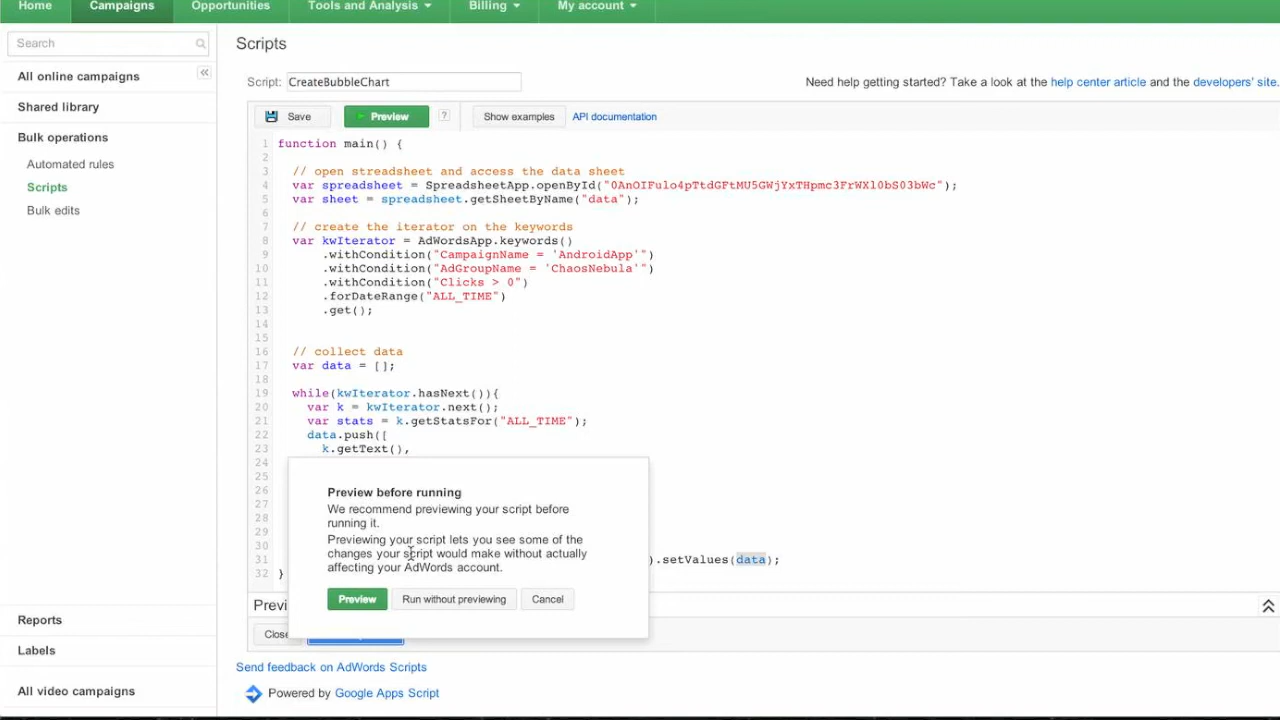 Home Campaigns Opportunities Tools and Analysis Billing My account
Search
All online campaigns
Shared library
Bulk operations
Automated rules
Scripts
Bulk edits
Reports
Labels
All video campaigns
Scripts
Script: CreateBubbleChart
Need help getting started? Take a look at the help center article and the developers' site.
Save Preview ? Show examples API documentation
1 function main() {
2
3 // open streadsheet and access the data sheet
4 var spreadsheet = SpreadsheetApp.openById("0AnOIFulo4pTtdGFtMU5GWjYxTHpmc3FrWXl0bS03bWc");
5 var sheet = spreadsheet.getSheetByName("data");
6
7 // create the iterator on the keywords
8 var kwIterator = AdWordsApp.keywords()
9 .withCondition("CampaignName = 'AndroidApp'")
10 .withCondition("AdGroupName = 'ChaosNebula'")
11 .withCondition("Clicks > 0")
12 .forDateRange("ALL_TIME")
13 .get();
14
15
16 // collect data
17 var data = [];
18
19 while(kwIterator.hasNext()){
20 var k = kwIterator.next();
21 var stats = k.getStatsFor("ALL_TIME");
22 data.push([
23 k.getText(),
24
25
26
27
28
29
30
31 ).setValues(data);
32 }
Preview before running
We recommend previewing your script before
running it.
Previewing your script lets you see some of the
changes your script would make without actually
affecting your AdWords account.
Preview Run without previewing Cancel
Previ
Close
Send feedback on AdWords Scripts
Powered by Google Apps Script